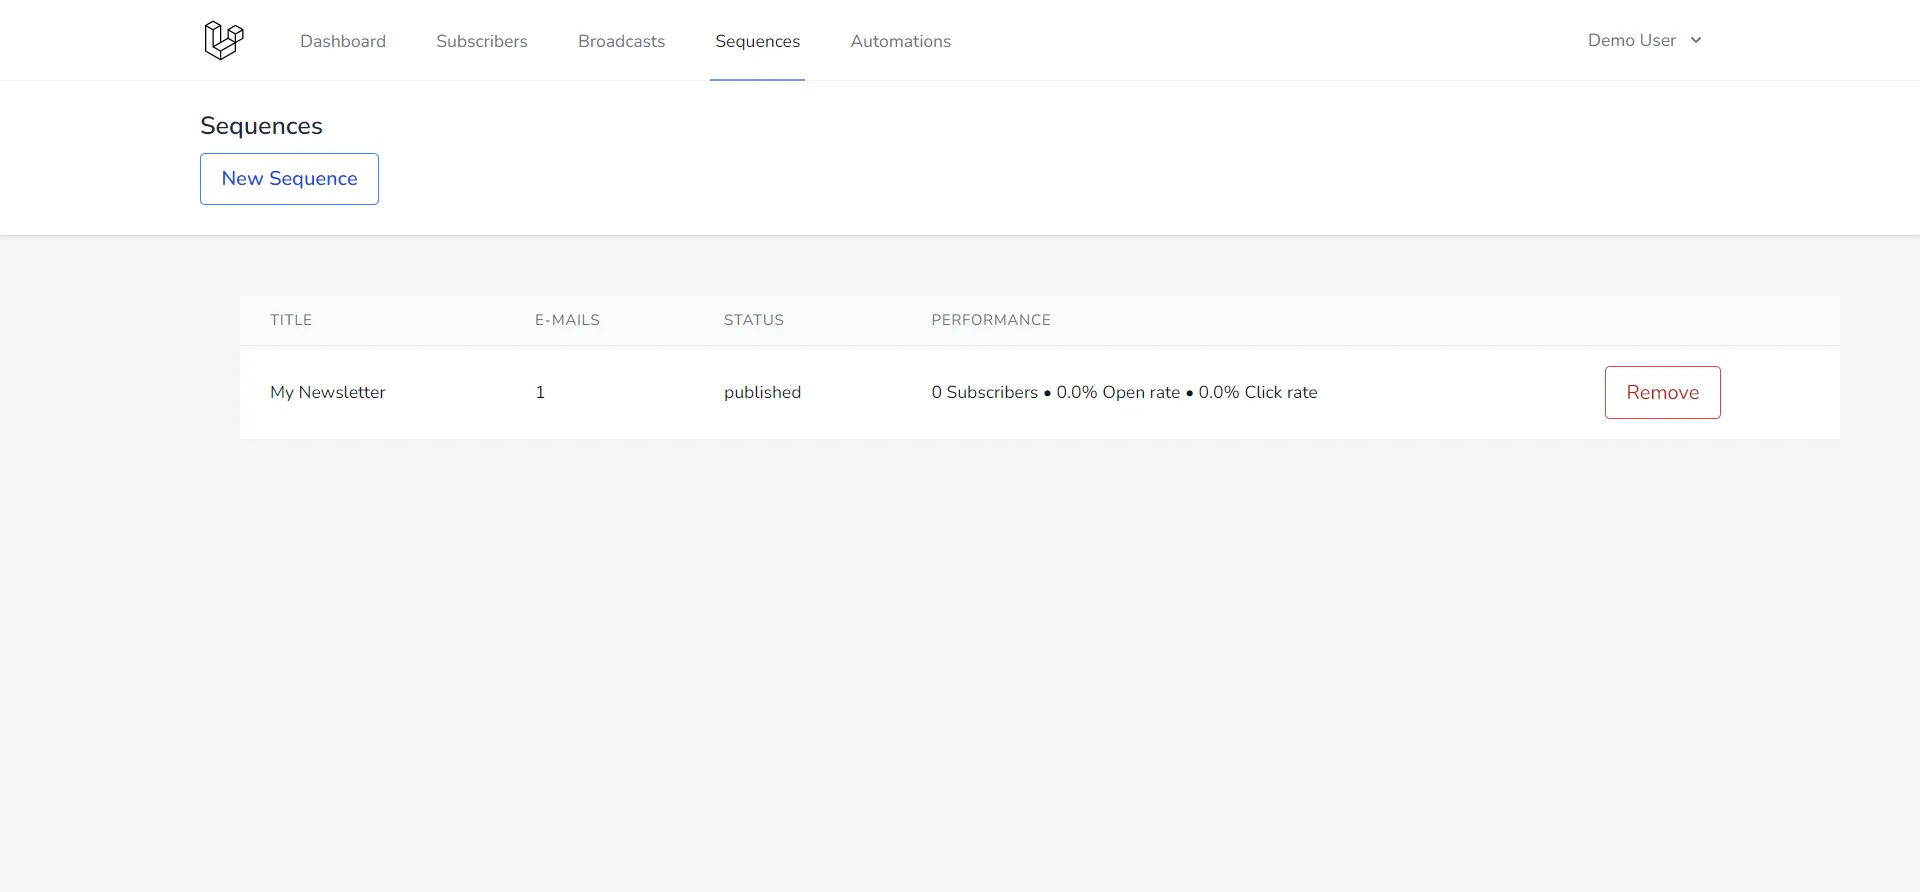 Dashboard Subscribers Broadcasts Sequences Automations Demo User
Sequences
New Sequence
TITLE E-MAILS STATUS PERFORMANCE
My Newsletter 1 published 0 Subscribers • 0.0% Open rate • 0.0% Click rate Remove